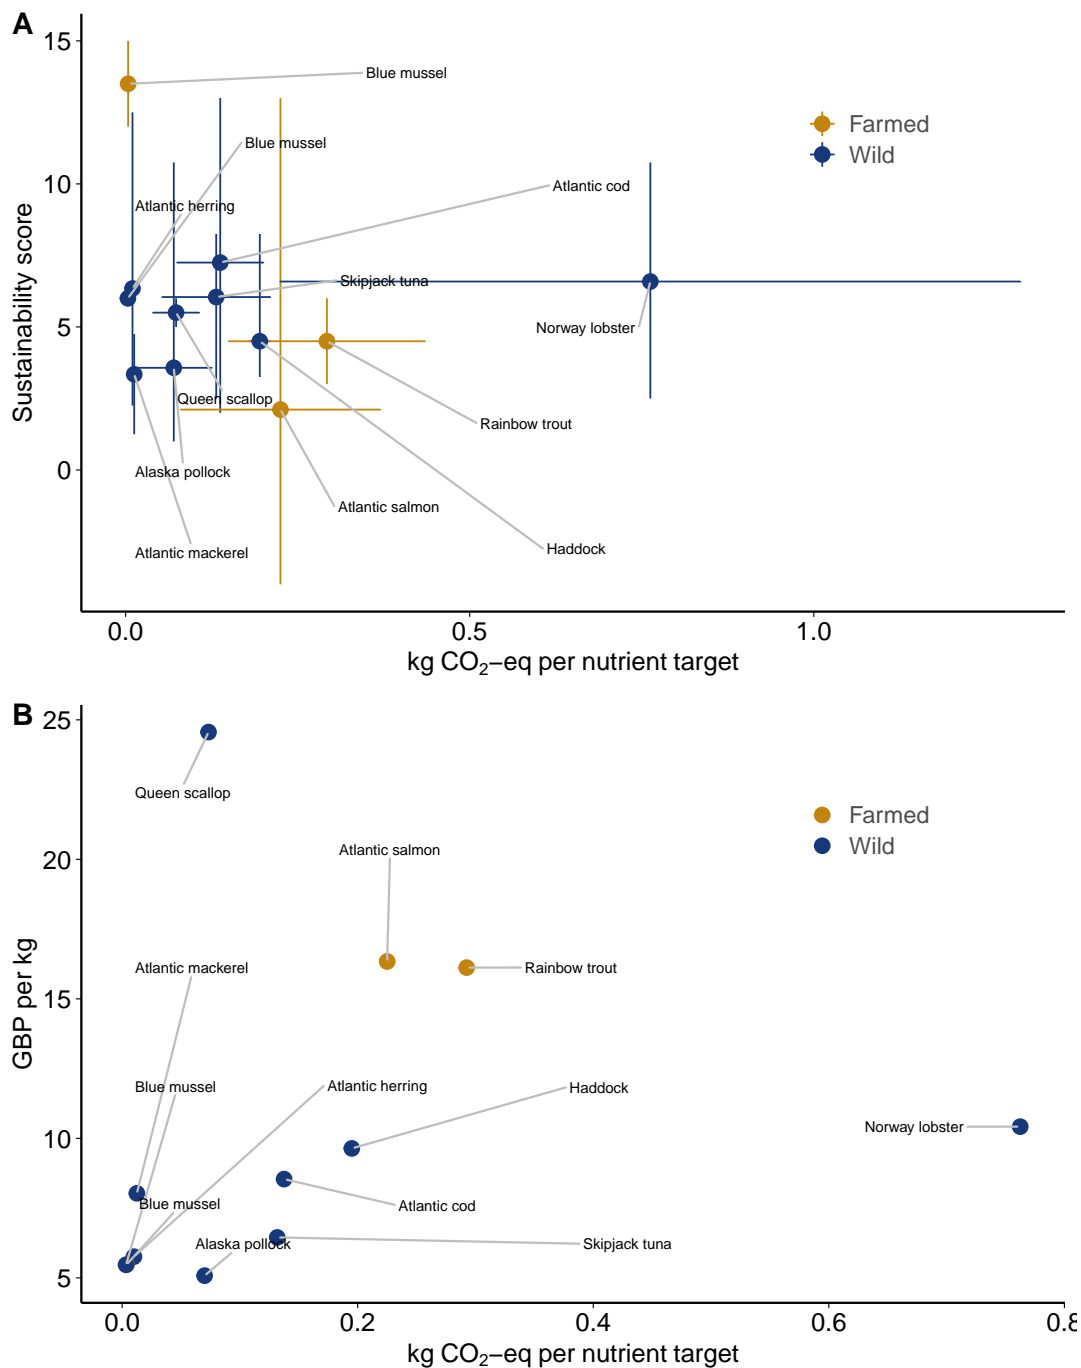 A
15
10
5
0
Sustainability score
Blue mussel
Farmed
Wild
Blue mussel
Atlantic cod
Atlantic herring
Skipjack tuna
Norway lobster
Queen scallop
Rainbow trout
Alaska pollock
Atlantic salmon
Atlantic mackerel
Haddock
0.0
0.5
1.0
kg CO₂−eq per nutrient target
B
25
20
15
10
5
GBP per kg
Queen scallop
Farmed
Wild
Atlantic salmon
Atlantic mackerel
Rainbow trout
Blue mussel
Atlantic herring
Haddock
Norway lobster
Blue mussel
Atlantic cod
Alaska pollock
Skipjack tuna
0.0
0.2
0.4
0.6
0.8
kg CO₂−eq per nutrient target